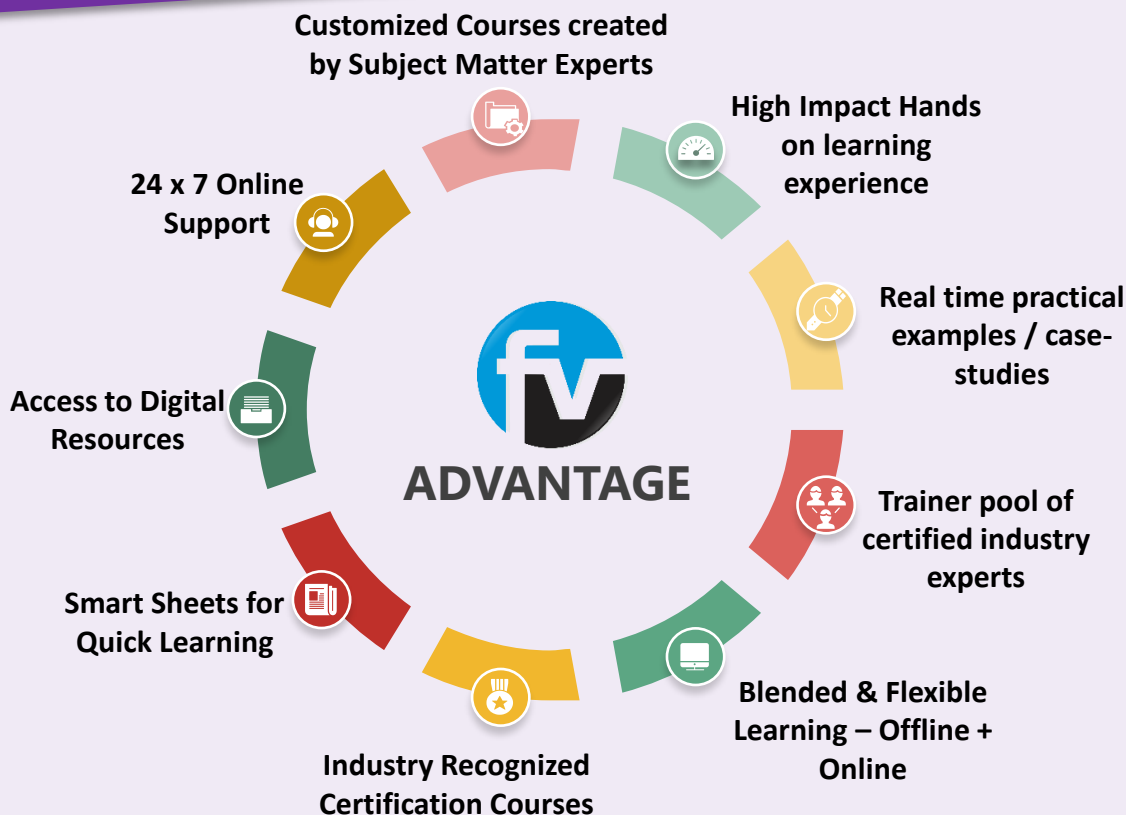 Customized Courses created
by Subject Matter Experts
High Impact Hands
on learning
experience
Real time practical
examples / case-
studies
Trainer pool of
certified industry
experts
Blended & Flexible
Learning – Offline +
Online
Industry Recognized
Certification Courses
Smart Sheets for
Quick Learning
Access to Digital
Resources
24 x 7 Online
Support
fv
ADVANTAGE